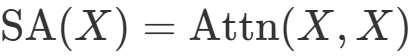 SA(X) = Attn(X, X)